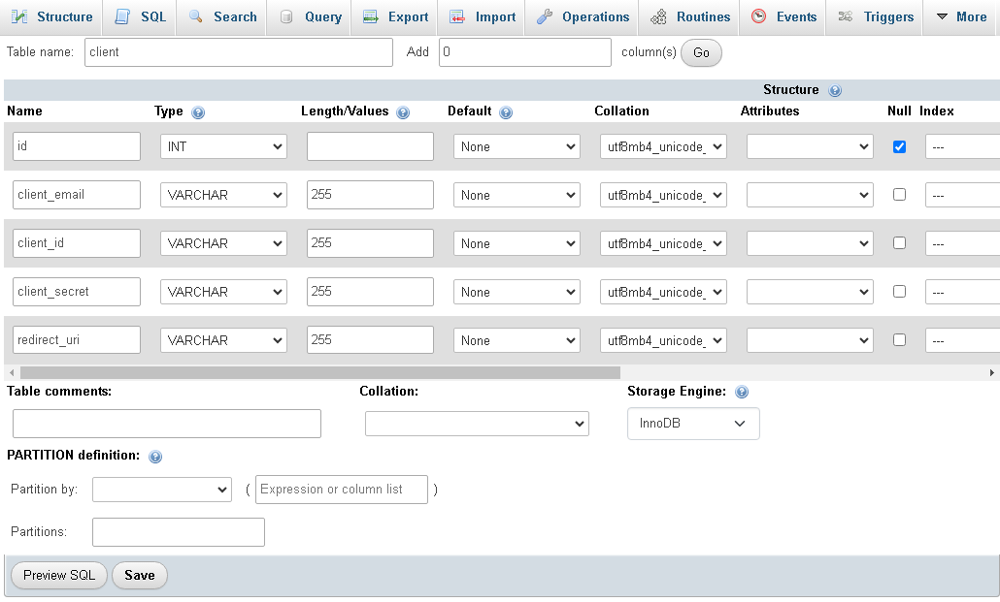 Structure SQL Search Query Export Import Operations Routines Events Triggers More
Table name: client Add 0 column(s) Go
Structure
Name Type Length/Values Default Collation Attributes Null Index
id INT None utf8mb4_unicode_ ---
client_email VARCHAR 255 None utf8mb4_unicode_ ---
client_id VARCHAR 255 None utf8mb4_unicode_ ---
client_secret VARCHAR 255 None utf8mb4_unicode_ ---
redirect_uri VARCHAR 255 None utf8mb4_unicode_ ---
Table comments: Collation: Storage Engine:
InnoDB
PARTITION definition:
Partition by: ( Expression or column list )
Partitions:
Preview SQL Save